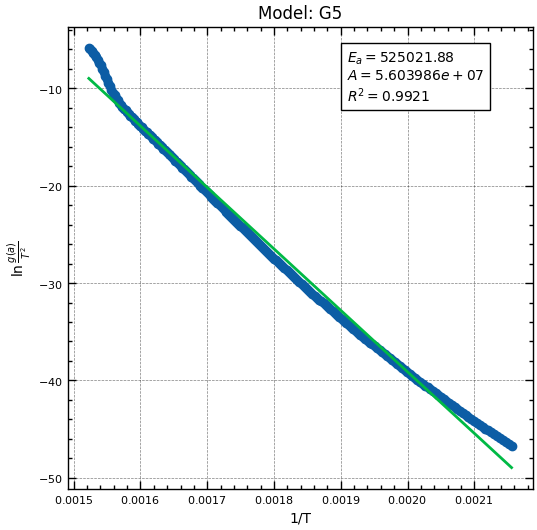 Model: G5
E_a = 525021.88
A = 5.603986e + 07
R^2 = 0.9921
−10
−20
−30
−40
−50
ln g(a)/T^2
0.0015 0.0016 0.0017 0.0018 0.0019 0.0020 0.0021
1/T